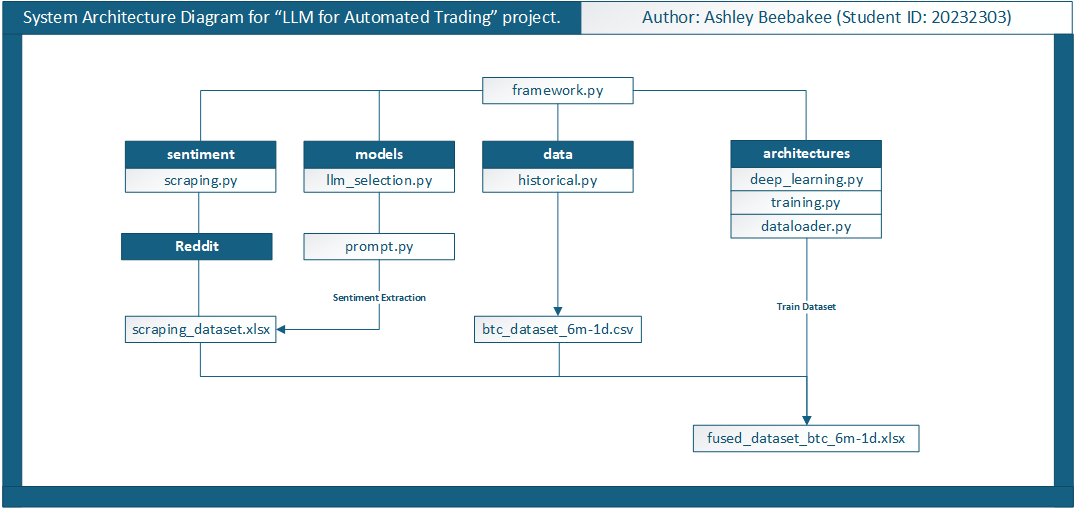 System Architecture Diagram for “LLM for Automated Trading” project.
Author: Ashley Beebakee (Student ID: 20232303)
framework.py
sentiment
scraping.py
models
llm_selection.py
data
historical.py
architectures
deep_learning.py
training.py
dataloader.py
Reddit
prompt.py
Sentiment Extraction
Train Dataset
scraping_dataset.xlsx
btc_dataset_6m-1d.csv
fused_dataset_btc_6m-1d.xlsx